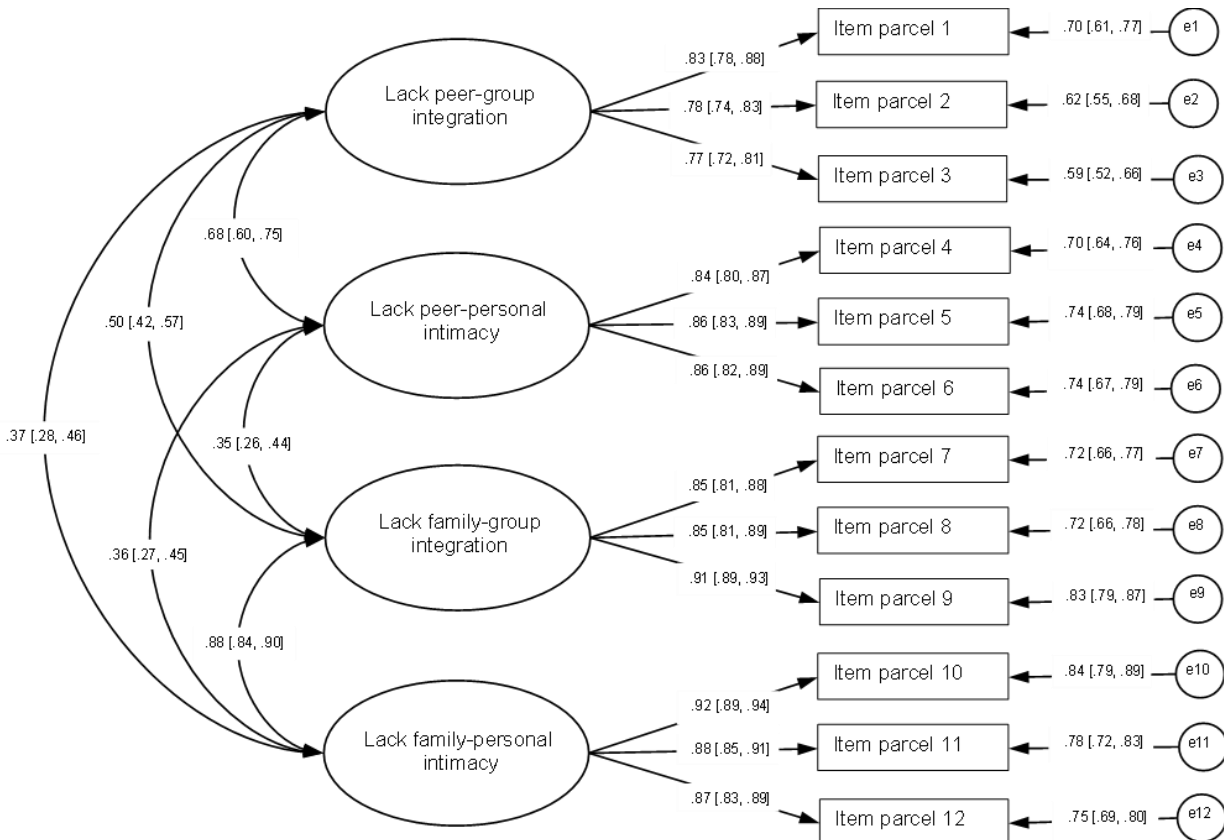 Item parcel 1
.70 [.61, .77]
e1
.83 [.78, .88]
Lack peer-group
integration
.78 [.74, .83]
Item parcel 2
.62 [.55, .68]
e2
.77 [.72, .81]
Item parcel 3
.59 [.52, .66]
e3
.68 [.60, .75]
Item parcel 4
.70 [.64, .76]
e4
.84 [.80, .87]
Lack peer-personal
intimacy
.86 [.83, .89]
Item parcel 5
.74 [.68, .79]
e5
.50 [.42, .57]
.86 [.82, .89]
Item parcel 6
.74 [.67, .79]
e6
.37 [.28, .46]
.35 [.26, .44]
Item parcel 7
.72 [.66, .77]
e7
.85 [.81, .88]
Lack family-group
integration
.85 [.81, .89]
Item parcel 8
.72 [.66, .78]
e8
.36 [.27, .45]
.91 [.89, .93]
Item parcel 9
.83 [.79, .87]
e9
.88 [.84, .90]
Item parcel 10
.84 [.79, .89]
e10
.92 [.89, .94]
Lack family-personal
intimacy
.88 [.85, .91]
Item parcel 11
.78 [.72, .83]
e11
.87 [.83, .89]
Item parcel 12
.75 [.69, .80]
e12